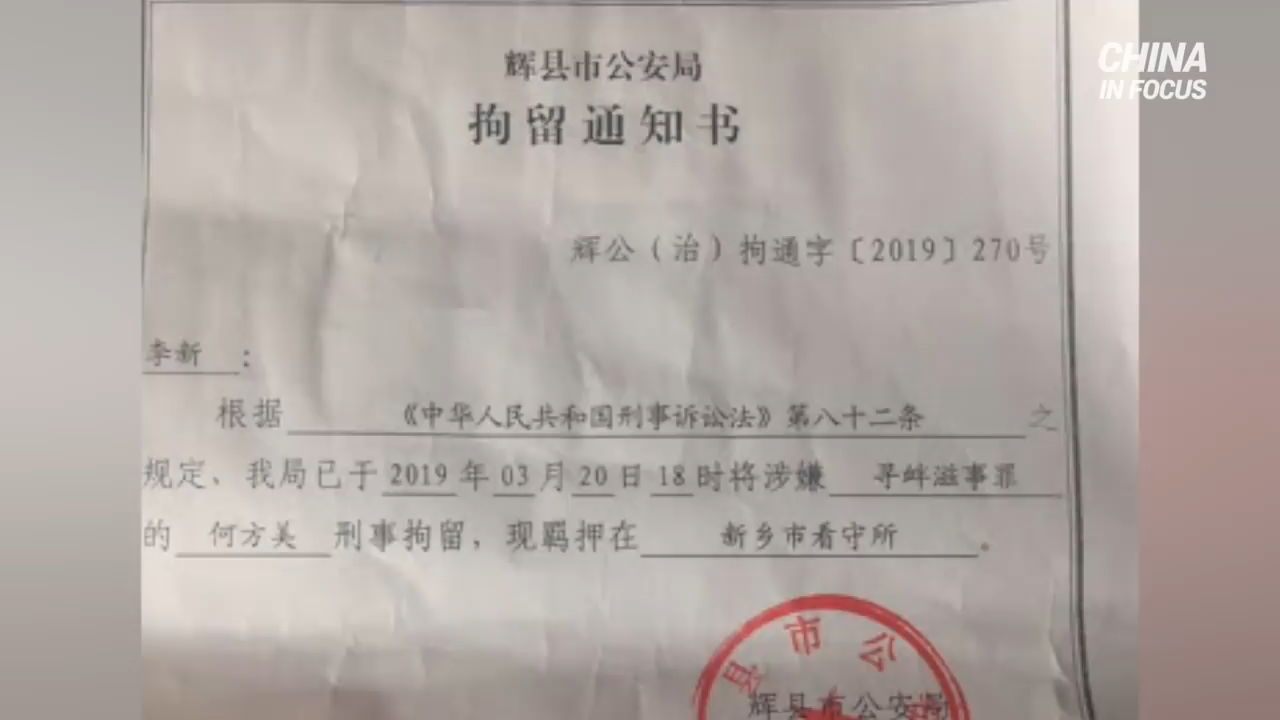 CHINA
IN FOCUS
辉县市公安局
拘留通知书
辉公（治）拘通字〔2019〕270号
李新：
根据《中华人民共和国刑事诉讼法》第八十二条之
规定、我局已于2019年03月20日18时将涉嫌寻衅滋事罪
的何方美刑事拘留，现羁押在新乡市看守所。
县市公
辉县市公安局